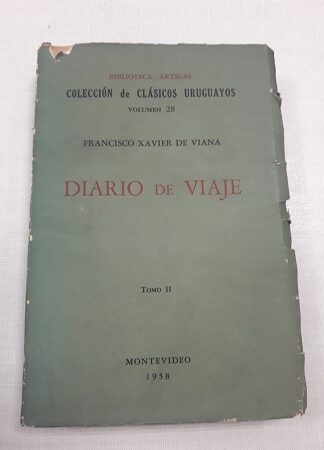 BIBLIOTECA ARTIGAS
COLECCIÓN de CLÁSICOS URUGUAYOS
VOLUMEN 28
FRANCISCO XAVIER DE VIANA
DIARIO DE VIAJE
TOMO II
MONTEVIDEO
1958